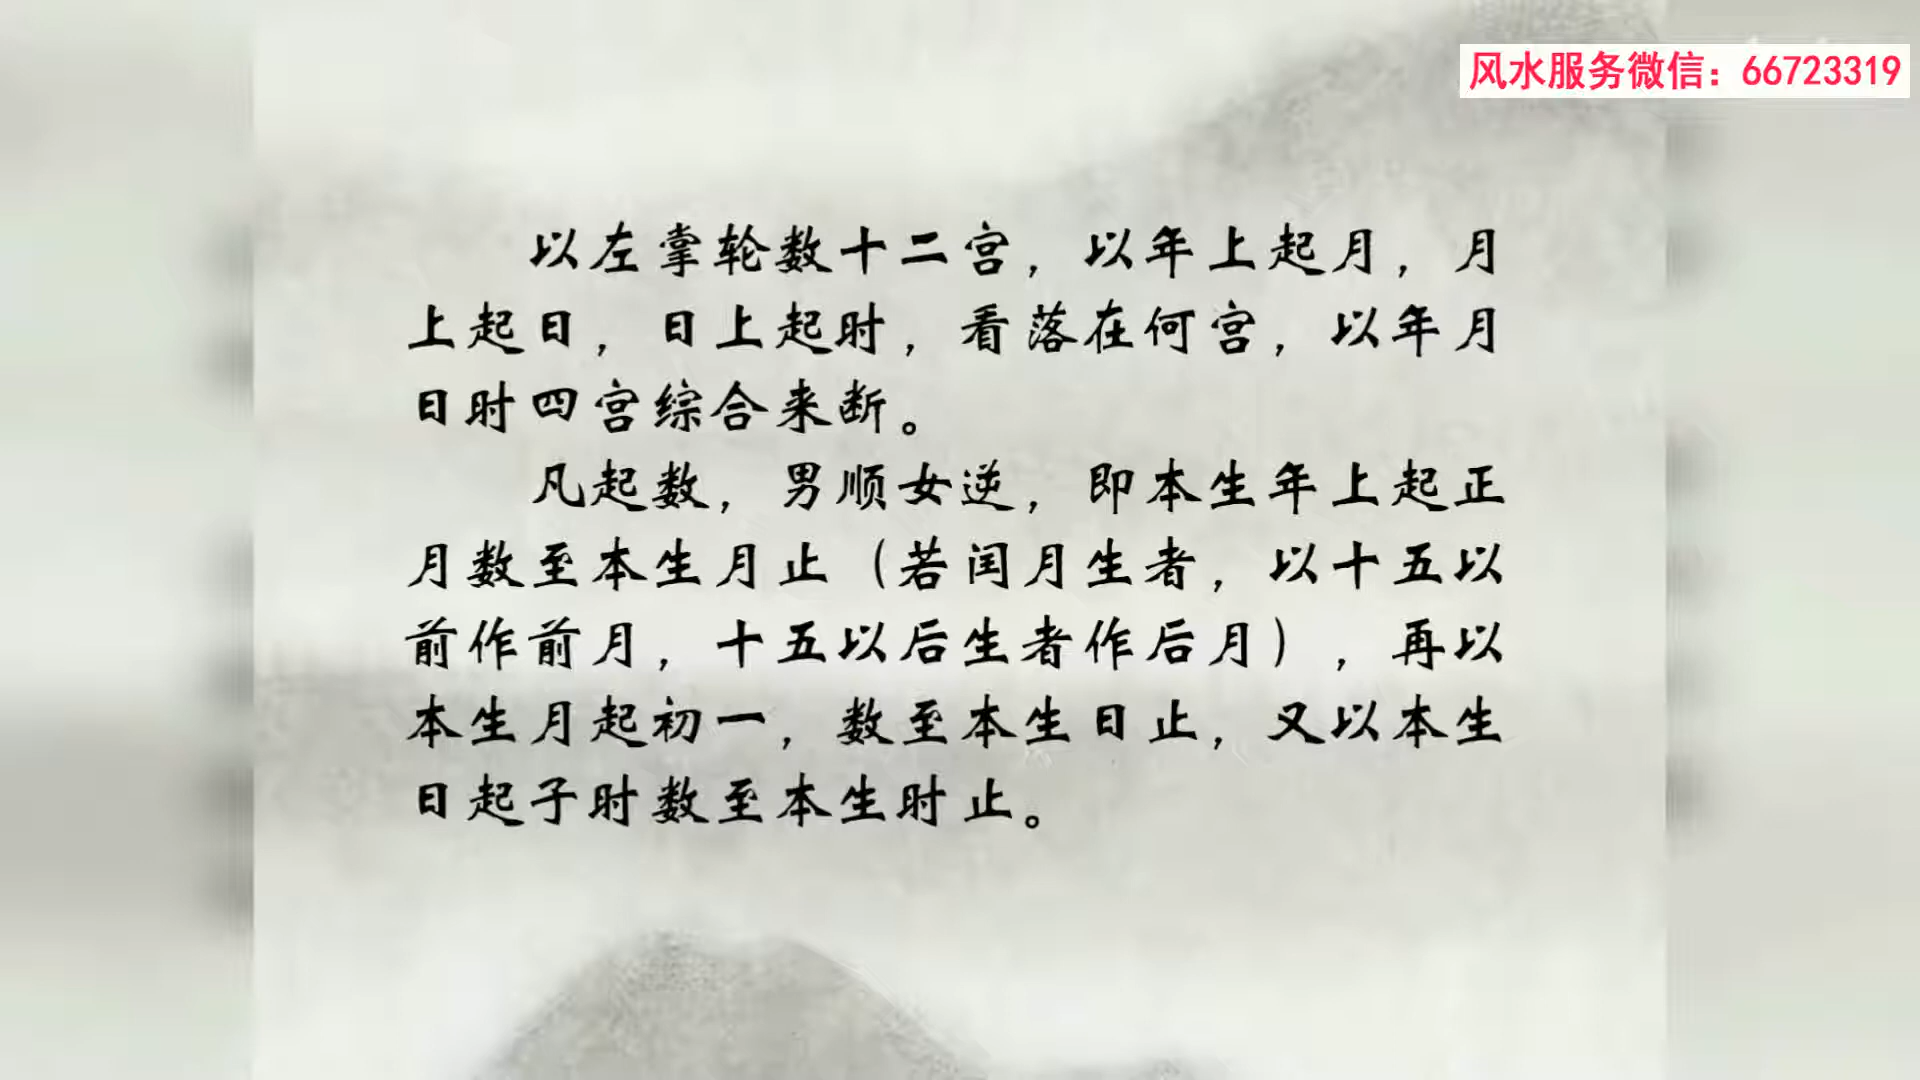 风水服务微信：66723319
以左掌轮数十二宫，以年上起月，月
上起日，日上起时，看落在何宫，以年月
日时四宫综合来断。
凡起数，男顺女逆，即本生年上起正
月数至本生月止（若闰月生者，以十五以
前作前月，十五以后生者作后月），再以
本生月起初一，数至本生日止，又以本生
日起子时数至本生时止。